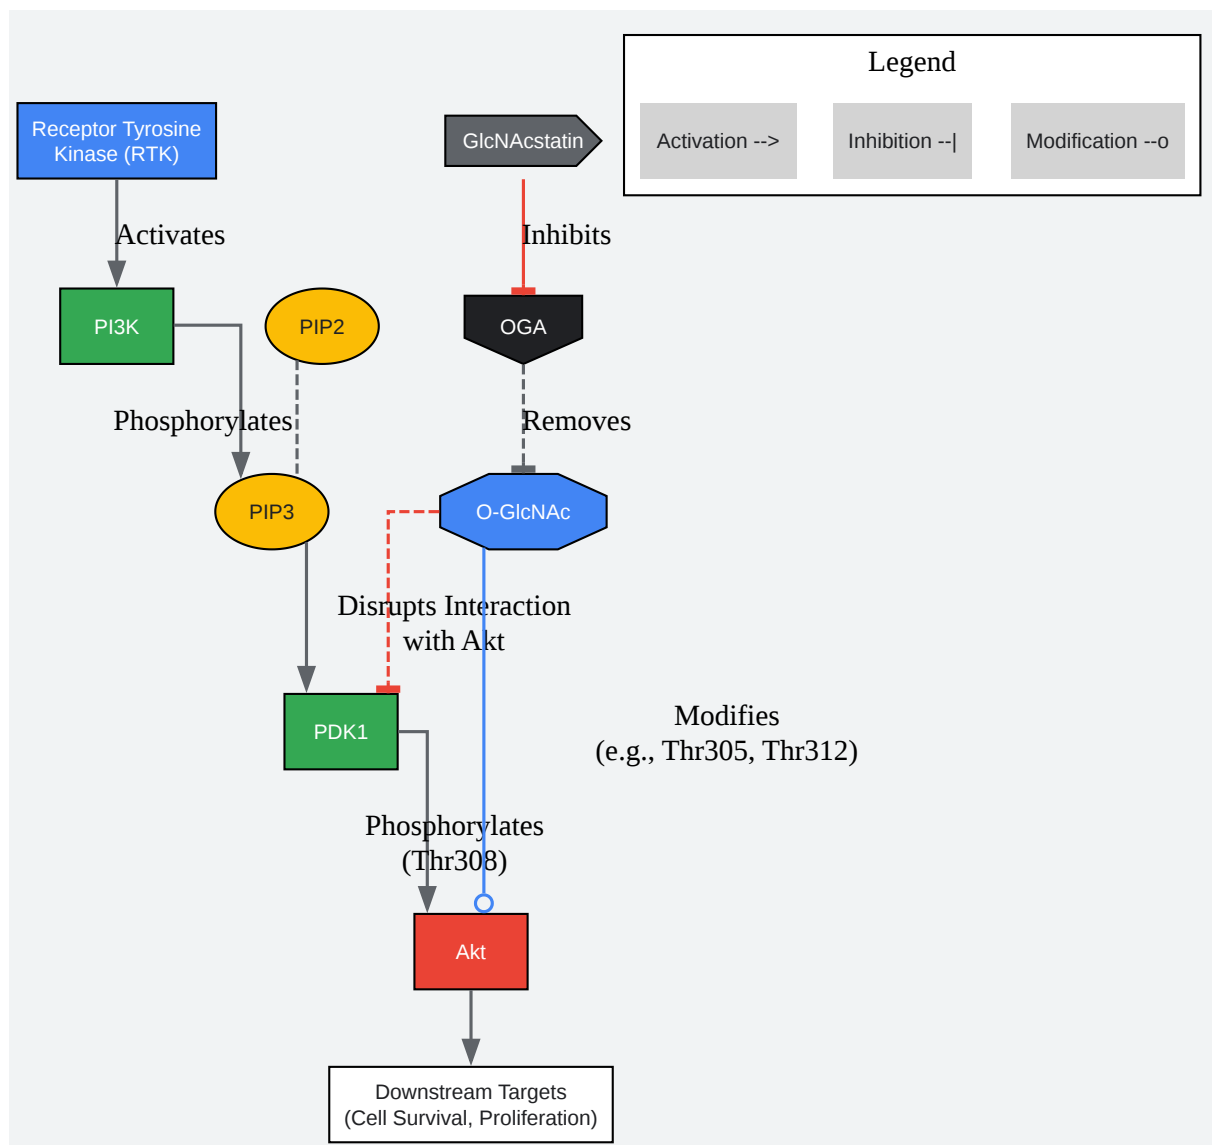 Legend
Activation -->
Inhibition --|
Modification --o
Receptor Tyrosine
Kinase (RTK)
GlcNAcstatin
Activates
Inhibits
PI3K
PIP2
OGA
Phosphorylates
Removes
PIP3
O-GlcNAc
Disrupts Interaction
with Akt
PDK1
Modifies
(e.g., Thr305, Thr312)
Phosphorylates
(Thr308)
Akt
Downstream Targets
(Cell Survival, Proliferation)